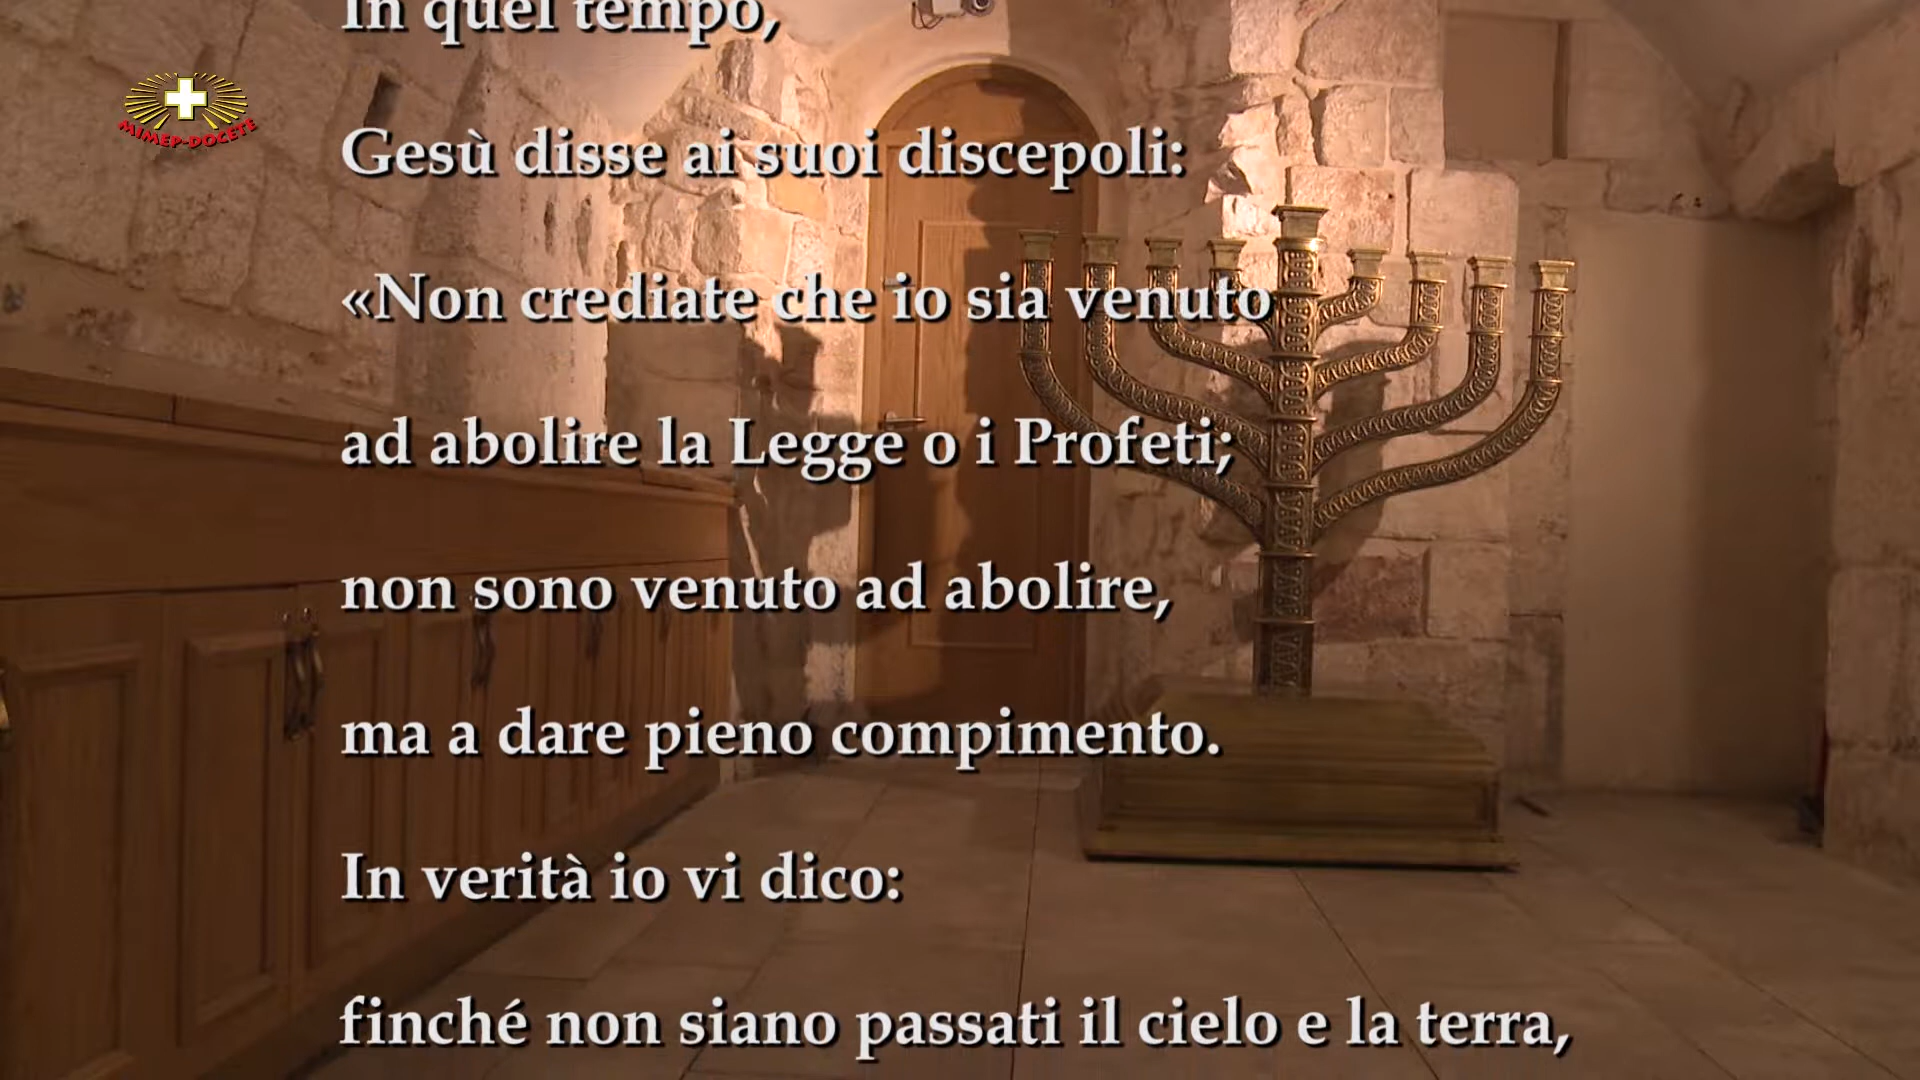 In quel tempo,
MIMEP-DOCETE
Gesù disse ai suoi discepoli:
«Non crediate che io sia venuto
ad abolire la Legge o i Profeti;
non sono venuto ad abolire,
ma a dare pieno compimento.
In verità io vi dico:
finché non siano passati il cielo e la terra,